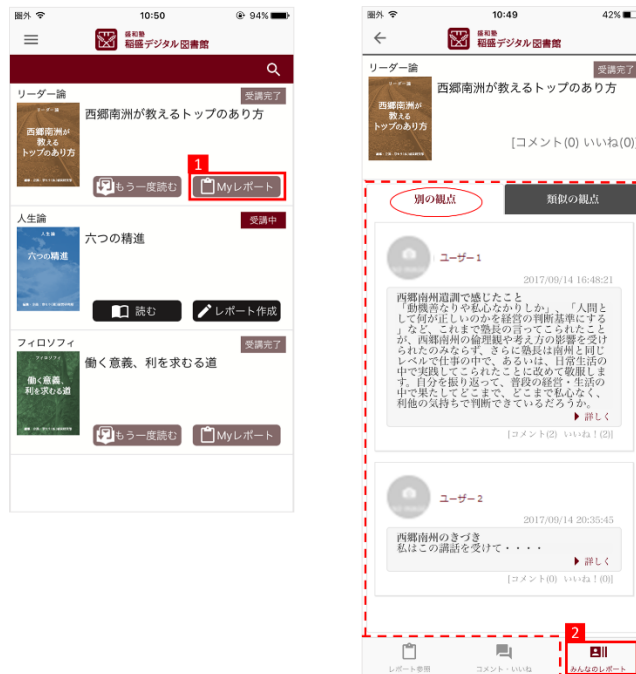 圏外 10:50 94%
盛和塾
稲盛デジタル図書館
リーダー論 受講完了
リーダー論
西郷南洲が
教える
トップのあり方
西郷南洲が教えるトップのあり方
1
もう一度読む Myレポート
人生論 受講中
人生論
六つの精進
六つの精進
読む レポート作成
フィロソフィ 受講完了
フィロソフィ
働く意義、
利を求むる道
働く意義、利を求むる道
もう一度読む Myレポート
圏外 10:49 42%
盛和塾
稲盛デジタル図書館
リーダー論 受講完了
リーダー論
西郷南洲が
教える
トップのあり方
西郷南洲が教えるトップのあり方
[コメント(0) いいね(0)]
別の観点 類似の観点
ユーザー1
2017/09/14 16:48:21
西郷南州遺訓で感じたこと
「動機善なりや私心なかりしか」、「人間と
して何が正しいのかを経営の判断基準にする
」など、これまで塾長の言ってこられたこと
が、西郷南州の倫理観や考え方の影響を受け
られたのみならず、さらに塾長は南州と同じ
レベルで仕事の中で、あるいは、日常生活の
中で実践してこられたことに改めて敬服しま
す。自分を振り返って、普段の経営・生活の
中で果たしてどこまで、どこまで私心なく、
利他の気持ちで判断できているだろうか。
詳しく
[コメント(2) いいね！(2)]
ユーザー2
2017/09/14 20:35:45
西郷南州のきづき
私はこの講話を受けて・・・・
詳しく
[コメント(0) いいね！(0)]
2
レポート参照 コメント・いいね みんなのレポート